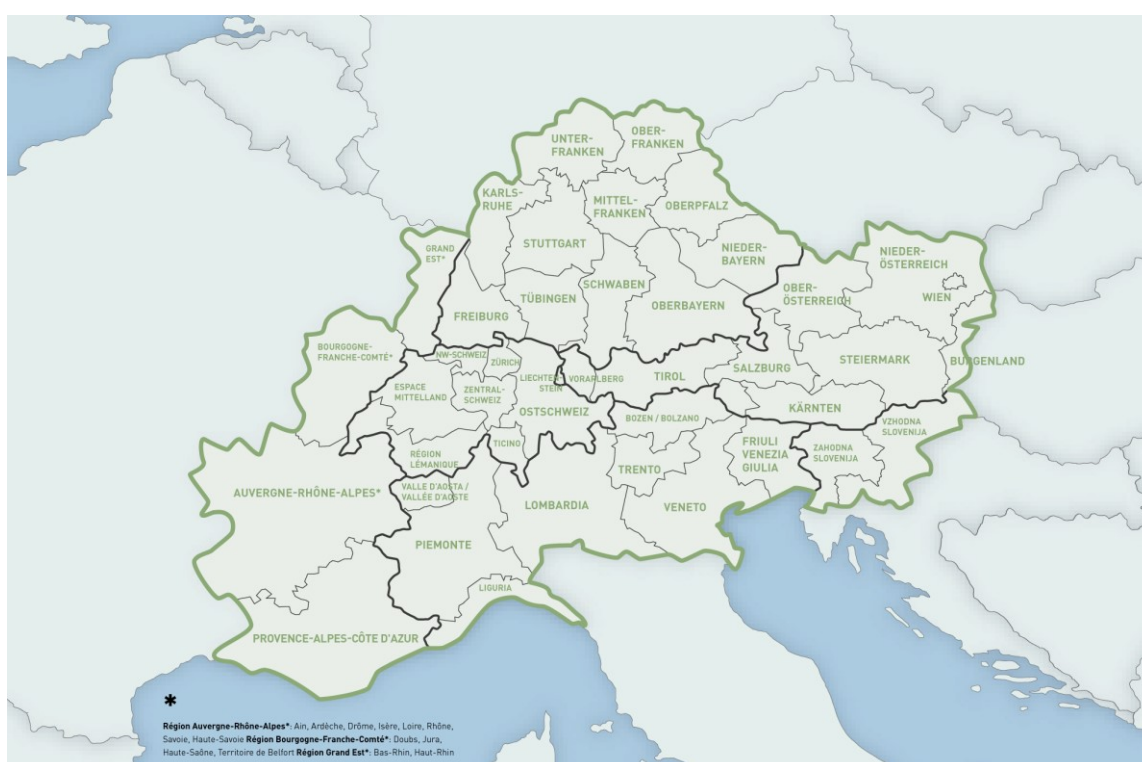 UNTER-
FRANKEN
OBER-
FRANKEN
KARLS-
RUHE
MITTEL-
FRANKEN
OBERPFALZ
GRAND
EST*
STUTTGART
NIEDER-
BAYERN
NIEDER-
ÖSTERREICH
SCHWABEN
OBER-
ÖSTERREICH
WIEN
TÜBINGEN
OBERBAYERN
FREIBURG
BOURGOGNE-
FRANCHE-COMTÉ*
NW-SCHWEIZ
ZÜRICH
STEIERMARK
BURGENLAND
LIECHTEN-
STEIN
VORARLBERG
TIROL
SALZBURG
ESPACE
MITTELLAND
ZENTRAL-
SCHWEIZ
OSTSCHWEIZ
BOZEN / BOLZANO
KÄRNTEN
VZHODNA
SLOVENIJA
RÉGION
LÉMANIQUE
TICINO
TRENTO
FRIULI
VENEZIA
GIULIA
ZAHODNA
SLOVENIJA
AUVERGNE-RHÔNE-ALPES*
VALLE D'AOSTA /
VALLÉE D'AOSTE
LOMBARDIA
VENETO
PIEMONTE
LIGURIA
PROVENCE-ALPES-CÔTE D'AZUR
*
Région Auvergne-Rhône-Alpes*: Ain, Ardèche, Drôme, Isère, Loire, Rhône,
Savoie, Haute-Savoie Région Bourgogne-Franche-Comté*: Doubs, Jura,
Haute-Saône, Territoire de Belfort Région Grand Est*: Bas-Rhin, Haut-Rhin